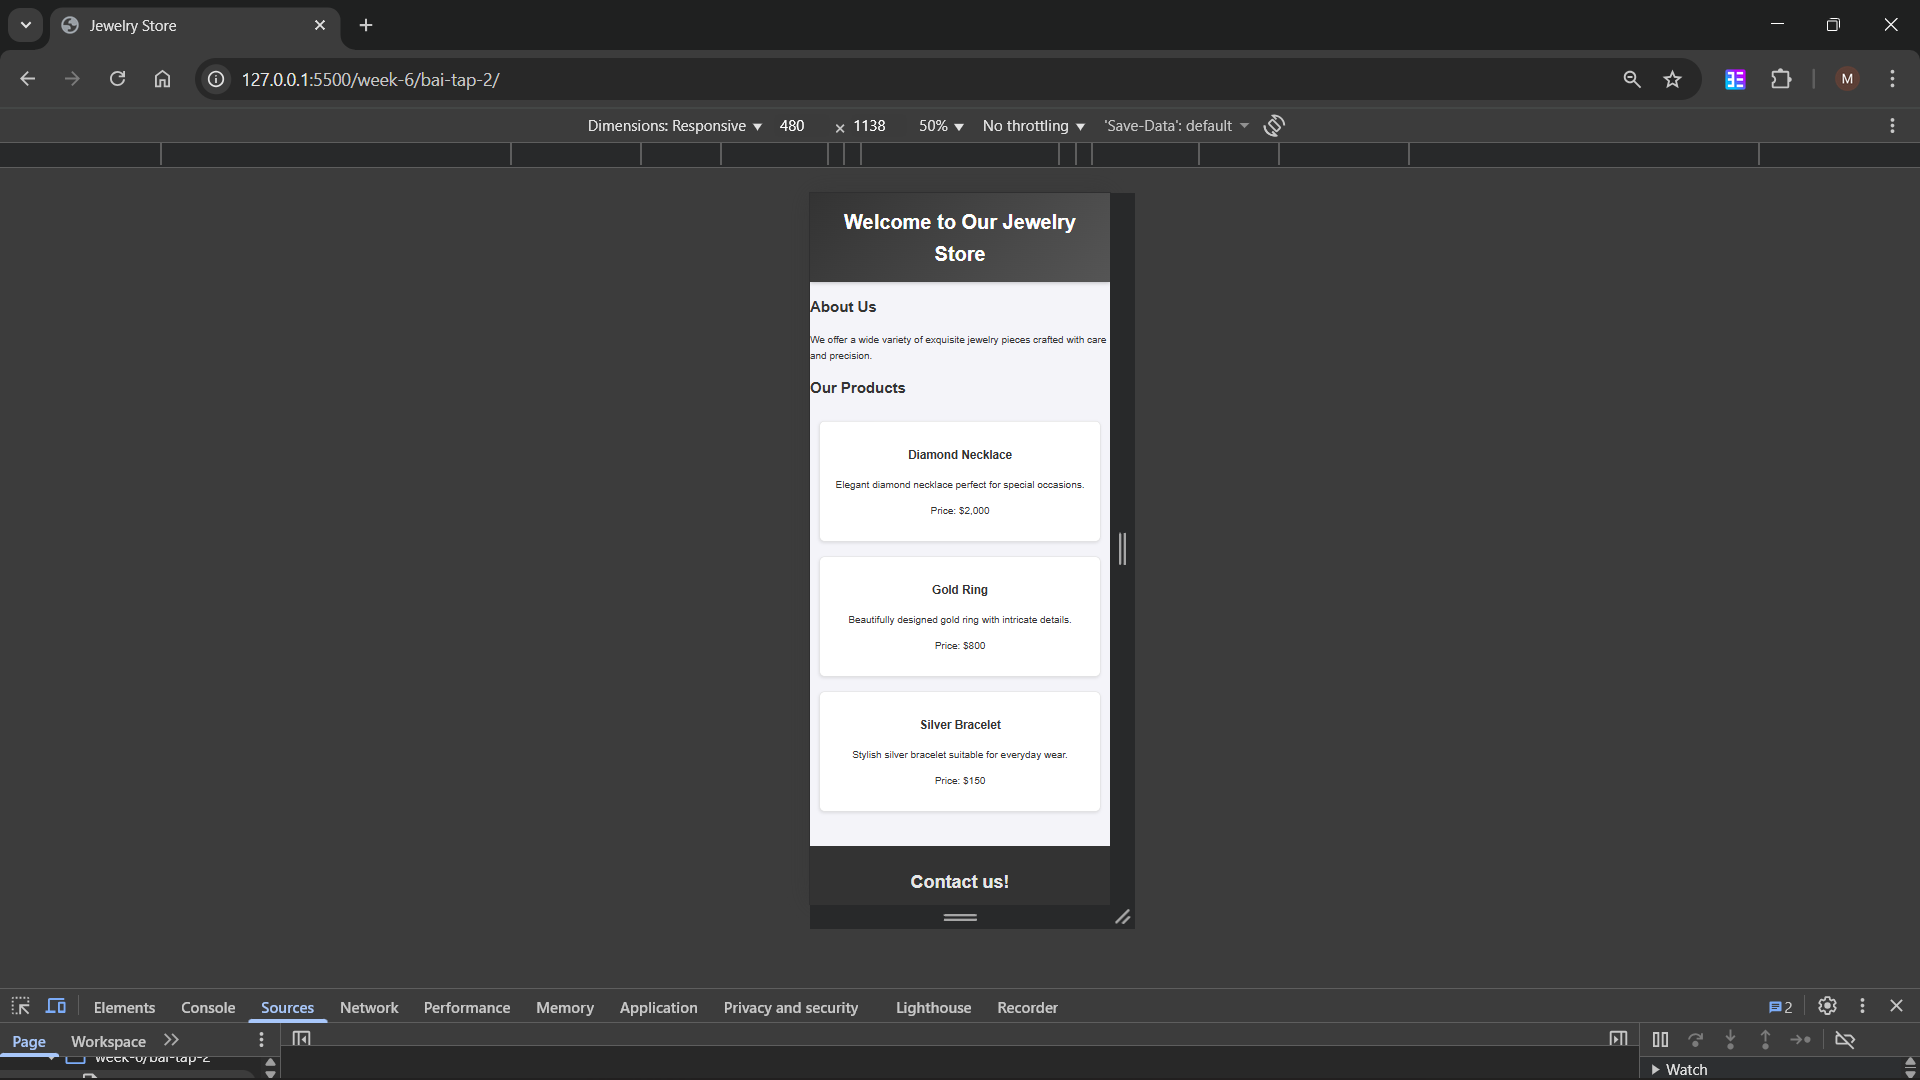 Jewelry Store
127.0.0.1:5500/week-6/bai-tap-2/
M
Dimensions: Responsive 480 × 1138 50% No throttling 'Save-Data': default
Welcome to Our Jewelry
Store
About Us
We offer a wide variety of exquisite jewelry pieces crafted with care
and precision.
Our Products
Diamond Necklace
Elegant diamond necklace perfect for special occasions.
Price: $2,000
Gold Ring
Beautifully designed gold ring with intricate details.
Price: $800
Silver Bracelet
Stylish silver bracelet suitable for everyday wear.
Price: $150
Contact us!
Elements Console Sources Network Performance Memory Application Privacy and security Lighthouse Recorder 2
Page Workspace
week-6/bai-tap-2
Watch